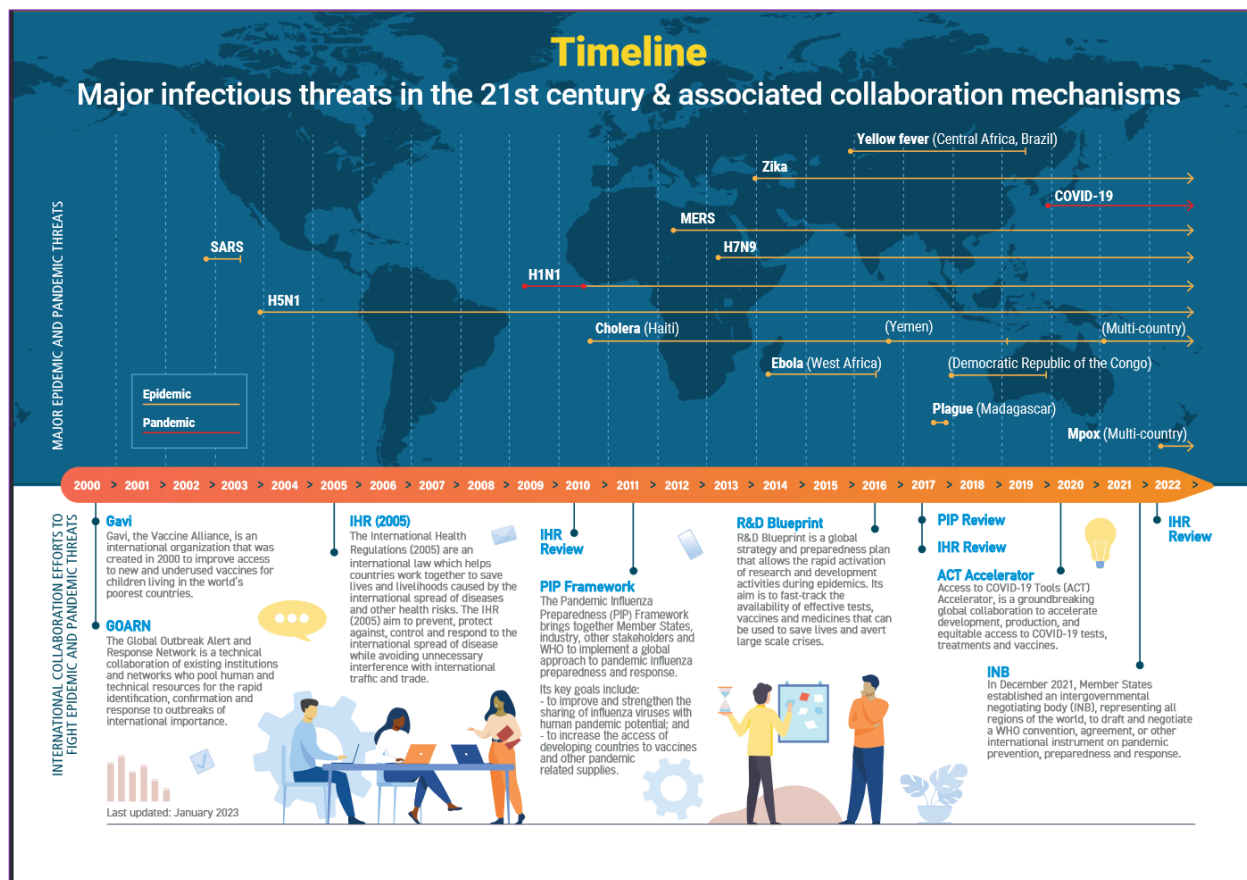 Timeline
Major infectious threats in the 21st century & associated collaboration mechanisms
MAJOR EPIDEMIC AND PANDEMIC THREATS
Yellow fever (Central Africa, Brazil)
Zika
COVID-19
MERS
SARS
H7N9
H1N1
H5N1
Cholera (Haiti)
(Yemen)
(Multi-country)
Ebola (West Africa)
(Democratic Republic of the Congo)
Epidemic
Pandemic
Plague (Madagascar)
Mpox (Multi-country)
2000 > 2001 > 2002 > 2003 > 2004 > 2005 > 2006 > 2007 > 2008 > 2009 > 2010 > 2011 > 2012 > 2013 > 2014 > 2015 > 2016 > 2017 > 2018 > 2019 > 2020 > 2021 > 2022 >
INTERNATIONAL COLLABORATION EFFORTS TO
FIGHT EPIDEMIC AND PANDEMIC THREATS
Gavi
Gavi, the Vaccine Alliance, is an
international organization that was
created in 2000 to improve access
to new and underused vaccines for
children living in the world's
poorest countries.
GOARN
The Global Outbreak Alert and
Response Network is a technical
collaboration of existing institutions
and networks who pool human and
technical resources for the rapid
identification, confirmation and
response to outbreaks of
international importance.
IHR (2005)
The International Health
Regulations (2005) are an
international law which helps
countries work together to save
lives and livelihoods caused by the
international spread of diseases
and other health risks. The IHR
(2005) aim to prevent, protect
against, control and respond to the
international spread of disease
while avoiding unnecessary
interference with international
traffic and trade.
IHR
Review
PIP Framework
The Pandemic Influenza
Preparedness (PIP) Framework
brings together Member States,
industry, other stakeholders and
WHO to implement a global
approach to pandemic influenza
preparedness and response.
Its key goals include:
- to improve and strengthen the
sharing of influenza viruses with
human pandemic potential; and
- to increase the access of
developing countries to vaccines
and other pandemic
related supplies.
R&D Blueprint
R&D Blueprint is a global
strategy and preparedness plan
that allows the rapid activation
of research and development
activities during epidemics. Its
aim is to fast-track the
availability of effective tests,
vaccines and medicines that can
be used to save lives and avert
large scale crises.
PIP Review
IHR Review
ACT Accelerator
Access to COVID-19 Tools (ACT)
Accelerator, is a groundbreaking
global collaboration to accelerate
development, production, and
equitable access to COVID-19 tests,
treatments and vaccines.
INB
In December 2021, Member States
established an intergovernmental
negotiating body (INB), representing all
regions of the world, to draft and negotiate
a WHO convention, agreement, or other
international instrument on pandemic
prevention, preparedness and response.
IHR
Review
Last updated: January 2023